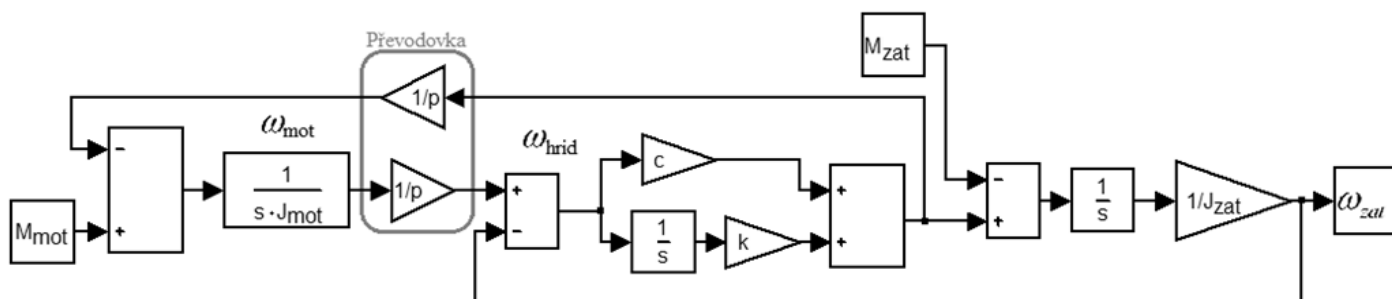 Převodovka
M_zat
1/p
-
+
M_mot
ω_mot
1
s·J_mot
1/p
ω_hrid
+
-
c
1
s
k
+
+
-
+
1
s
1/J_zat
ω_zat